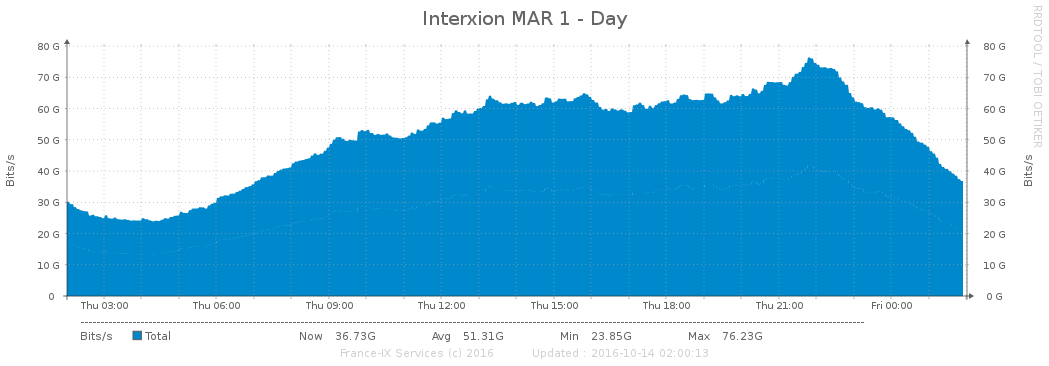 Interxion MAR 1 - Day
RRDTOOL / TOBI OETIKER
Bits/s
80 G
70 G
60 G
50 G
40 G
30 G
20 G
10 G
0
80 G
70 G
60 G
50 G
40 G
30 G
20 G
10 G
0 G
Bits/s
Thu 03:00 Thu 06:00 Thu 09:00 Thu 12:00 Thu 15:00 Thu 18:00 Thu 21:00 Fri 00:00
Bits/s Total Now 36.73G Avg 51.31G Min 23.85G Max 76.23G
France-IX Services (c) 2016 Updated : 2016-10-14 02:00:13